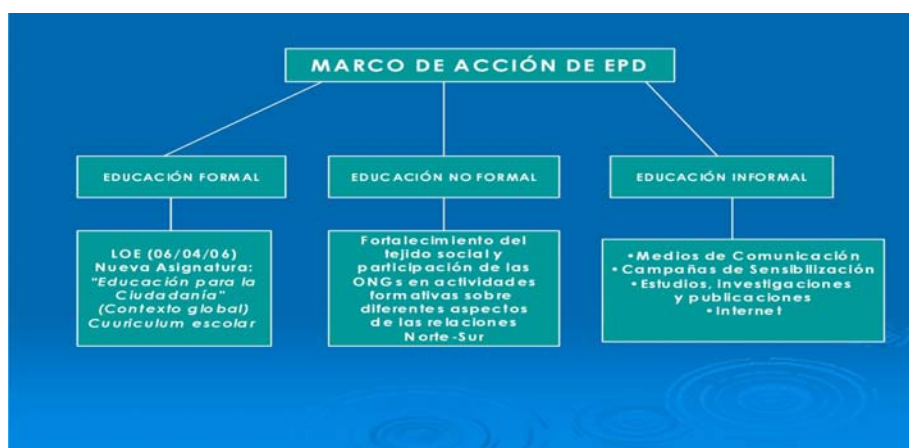 MARCO DE ACCIÓN DE EPD
EDUCACIÓN FORMAL
EDUCACIÓN NO FORMAL
EDUCACIÓN INFORMAL
LOE (06/04/06)
Nueva Asignatura:
"Educación para la
Ciudadanía"
(Contexto global)
Cuuriculum escolar
Fortalecimiento del
tejido social y
participación de las
ONGs en actividades
formativas sobre
diferentes aspectos
de las relaciones
Norte-Sur
•Medios de Comunicación
•Campañas de Sensibilización
•Estudios, investigaciones
y publicaciones
•Internet